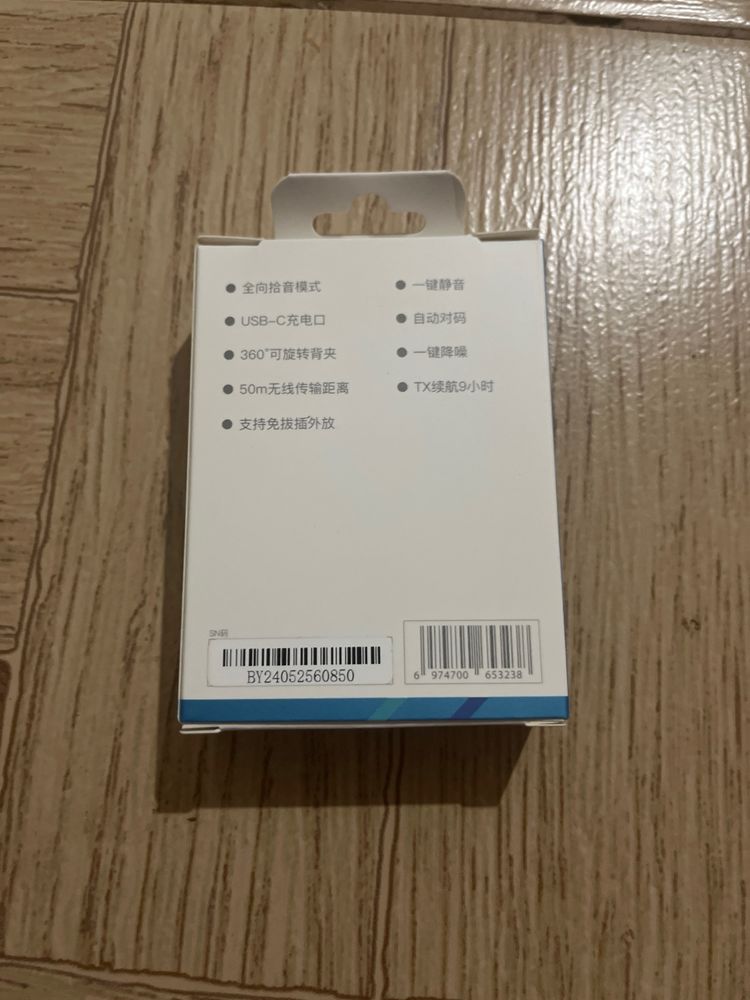 全向拾音模式
USB-C充电口
360°可旋转背夹
50m无线传输距离
支持免拔插外放
一键静音
自动对码
一键降噪
TX续航9小时
SN码
BY24052560850
6 974700 653238